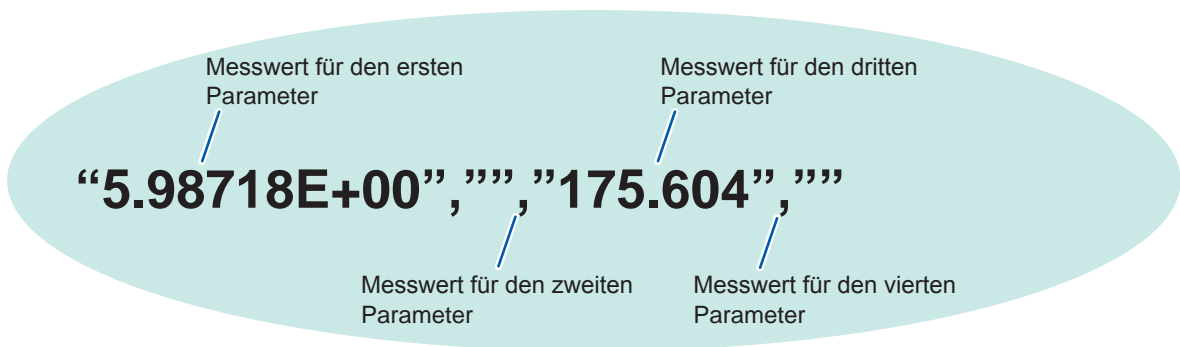 Messwert für den ersten
Parameter
Messwert für den dritten
Parameter
“5.98718E+00”,””,”175.604”,””
Messwert für den zweiten
Parameter
Messwert für den vierten
Parameter